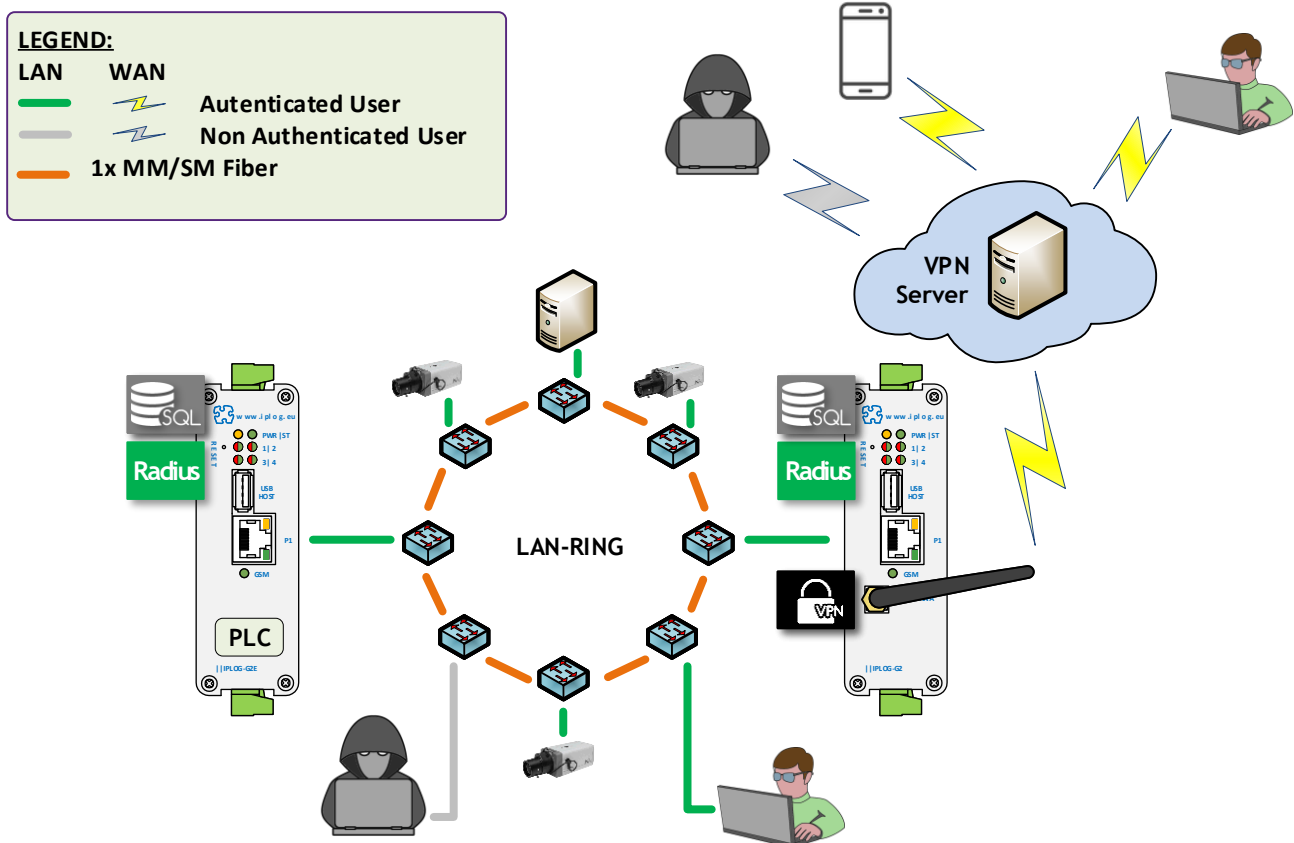 LEGEND:
LAN WAN
Autenticated User
Non Authenticated User
1x MM/SM Fiber
VPN
Server
SQL
Radius
www.iplog.eu
PWR|ST
1|2
3|4
RESET
USB
HOST
P1
GSM
PLC
||IPLOG-G2E
LAN-RING
SQL
Radius
www.iplog.eu
PWR|ST
1|2
3|4
RESET
USB
HOST
P1
GSM
VPN
||IPLOG-G2